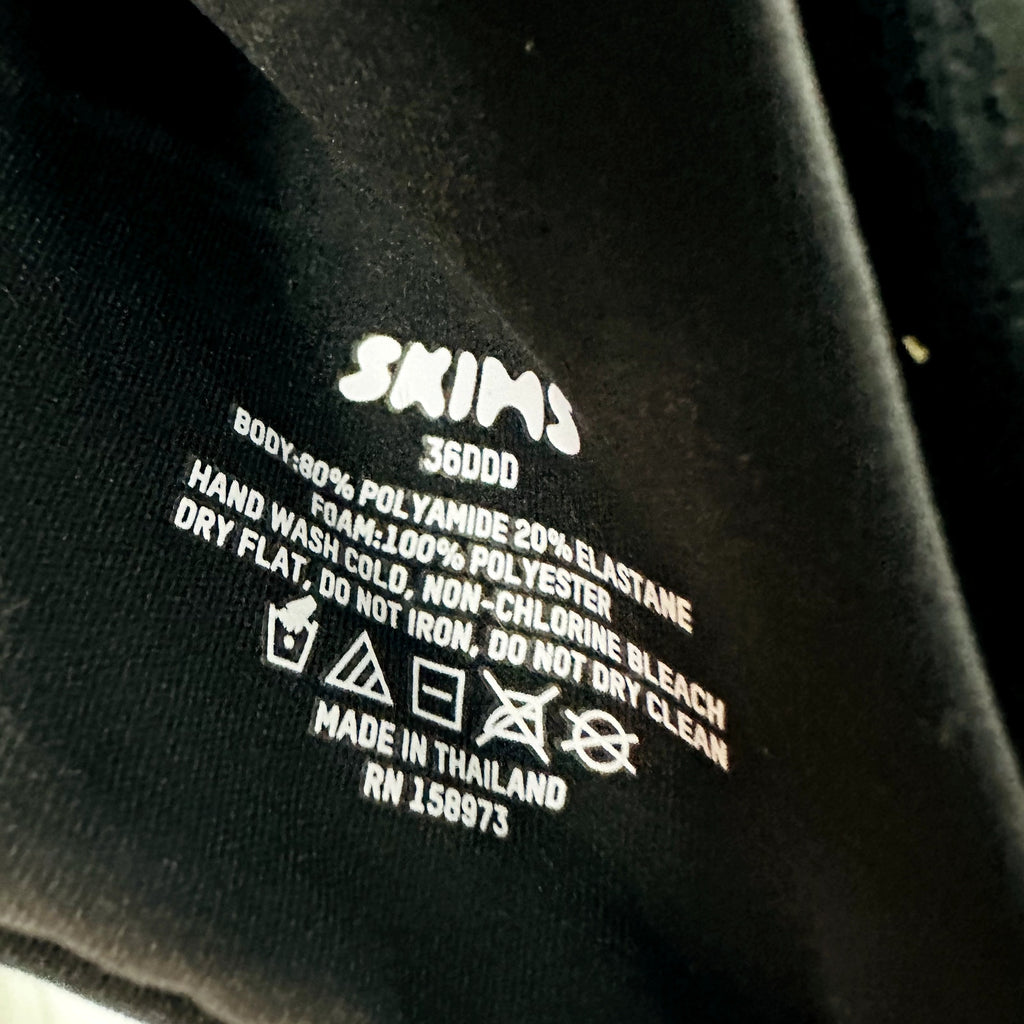 SKIMS
36DDD
BODY:80% POLYAMIDE 20% ELASTANE
FOAM:100% POLYESTER
HAND WASH COLD, NON-CHLORINE BLEACH
DRY FLAT, DO NOT IRON, DO NOT DRY CLEAN
MADE IN THAILAND
RN 158973